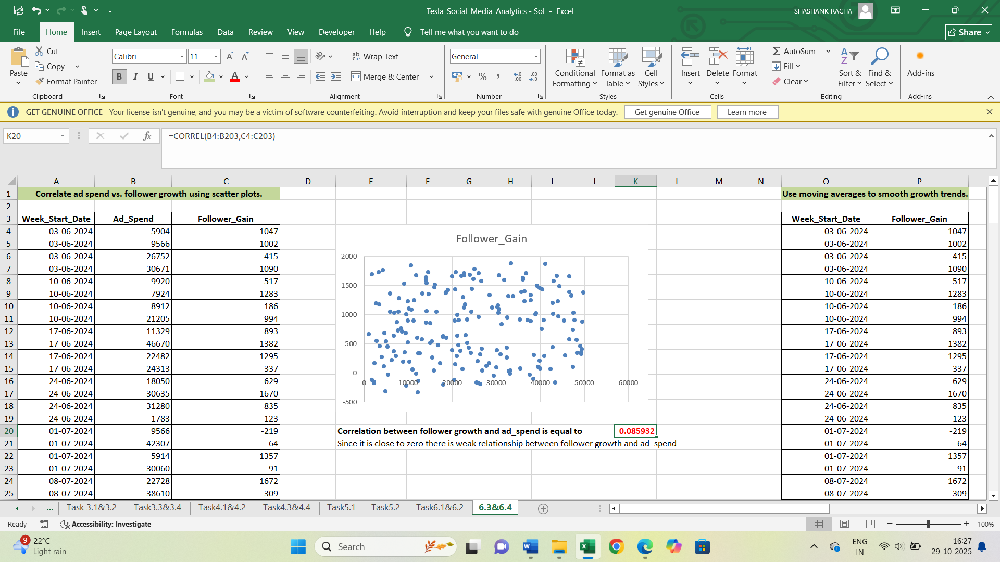 Tesla_Social_Media_Analytics - Sol - Excel
SHASHANK RACHA
File Home Insert Page Layout Formulas Data Review View Developer Help Tell me what you want to do
Share
Paste
Cut
Copy
Format Painter
Clipboard
Calibri 11
B I U
Font
Wrap Text
Merge & Center
Alignment
General
Number
Conditional Formatting
Format as Table
Cell Styles
Styles
Insert Delete Format
Cells
AutoSum
Fill
Clear
Sort & Filter
Find & Select
Editing
Add-ins
Add-ins
GET GENUINE OFFICE Your license isn't genuine, and you may be a victim of software counterfeiting. Avoid interruption and keep your files safe with genuine Office today. Get genuine Office Learn more
K20 fx =CORREL(B4:B203,C4:C203)
A B C D E F G H I J K L M N O P
1 Correlate ad spend vs. follower growth using scatter plots. Use moving averages to smooth growth trends.
2
3 Week_Start_Date Ad_Spend Follower_Gain Week_Start_Date Follower_Gain
4 03-06-2024 5904 1047 03-06-2024 1047
5 03-06-2024 9566 1002 03-06-2024 1002
6 03-06-2024 26752 415 03-06-2024 415
7 03-06-2024 30671 1090 03-06-2024 1090
8 10-06-2024 9920 517 10-06-2024 517
9 10-06-2024 7924 1283 10-06-2024 1283
10 10-06-2024 8912 186 10-06-2024 186
11 10-06-2024 21205 994 10-06-2024 994
12 17-06-2024 11329 893 17-06-2024 893
13 17-06-2024 46670 1382 17-06-2024 1382
14 17-06-2024 22482 1295 17-06-2024 1295
15 17-06-2024 24313 337 17-06-2024 337
16 24-06-2024 18050 629 24-06-2024 629
17 24-06-2024 30635 1670 24-06-2024 1670
18 24-06-2024 31280 835 24-06-2024 835
19 24-06-2024 1783 -123 24-06-2024 -123
20 01-07-2024 9566 -219 Correlation between follower growth and ad_spend is equal to 0.085932 01-07-2024 -219
21 01-07-2024 42307 64 Since it is close to zero there is weak relationship between follower growth and ad_spend 01-07-2024 64
22 01-07-2024 5914 1357 01-07-2024 1357
23 01-07-2024 30060 91 01-07-2024 91
24 08-07-2024 22728 1672 08-07-2024 1672
25 08-07-2024 38610 309 08-07-2024 309
Follower_Gain
2000
1500
1000
500
0
-500
0 10000 20000 30000 40000 50000 60000
... Task 3.1&3.2 Task3.3&3.4 Task4.1&4.2 Task4.3&4.4 Task5.1 Task5.2 Task6.1&6.2 6.3&6.4
Ready Accessibility: Investigate 100%
9 22°C
Light rain
Search
ENG
IN
16:27
29-10-2025